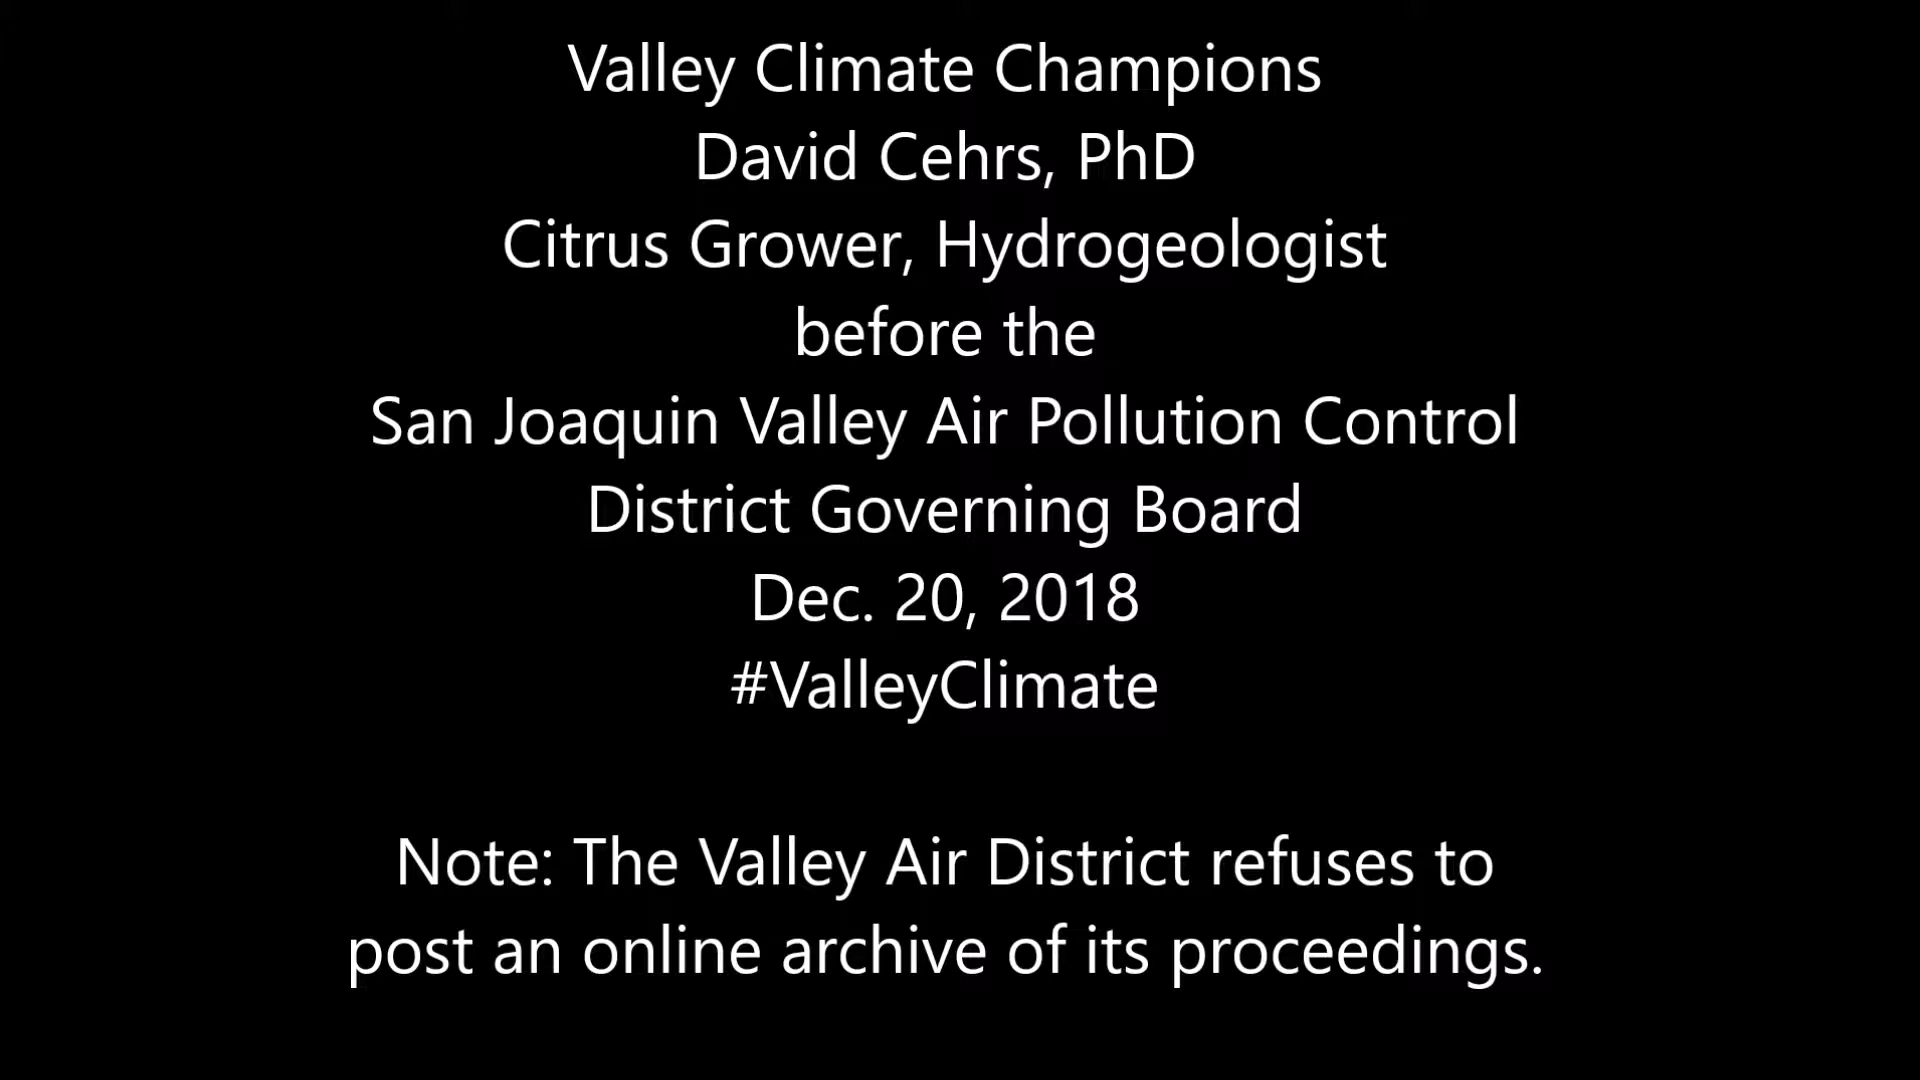 Valley Climate Champions
David Cehrs, PhD
Citrus Grower, Hydrogeologist
before the
San Joaquin Valley Air Pollution Control
District Governing Board
Dec. 20, 2018
#ValleyClimate
Note: The Valley Air District refuses to
post an online archive of its proceedings.